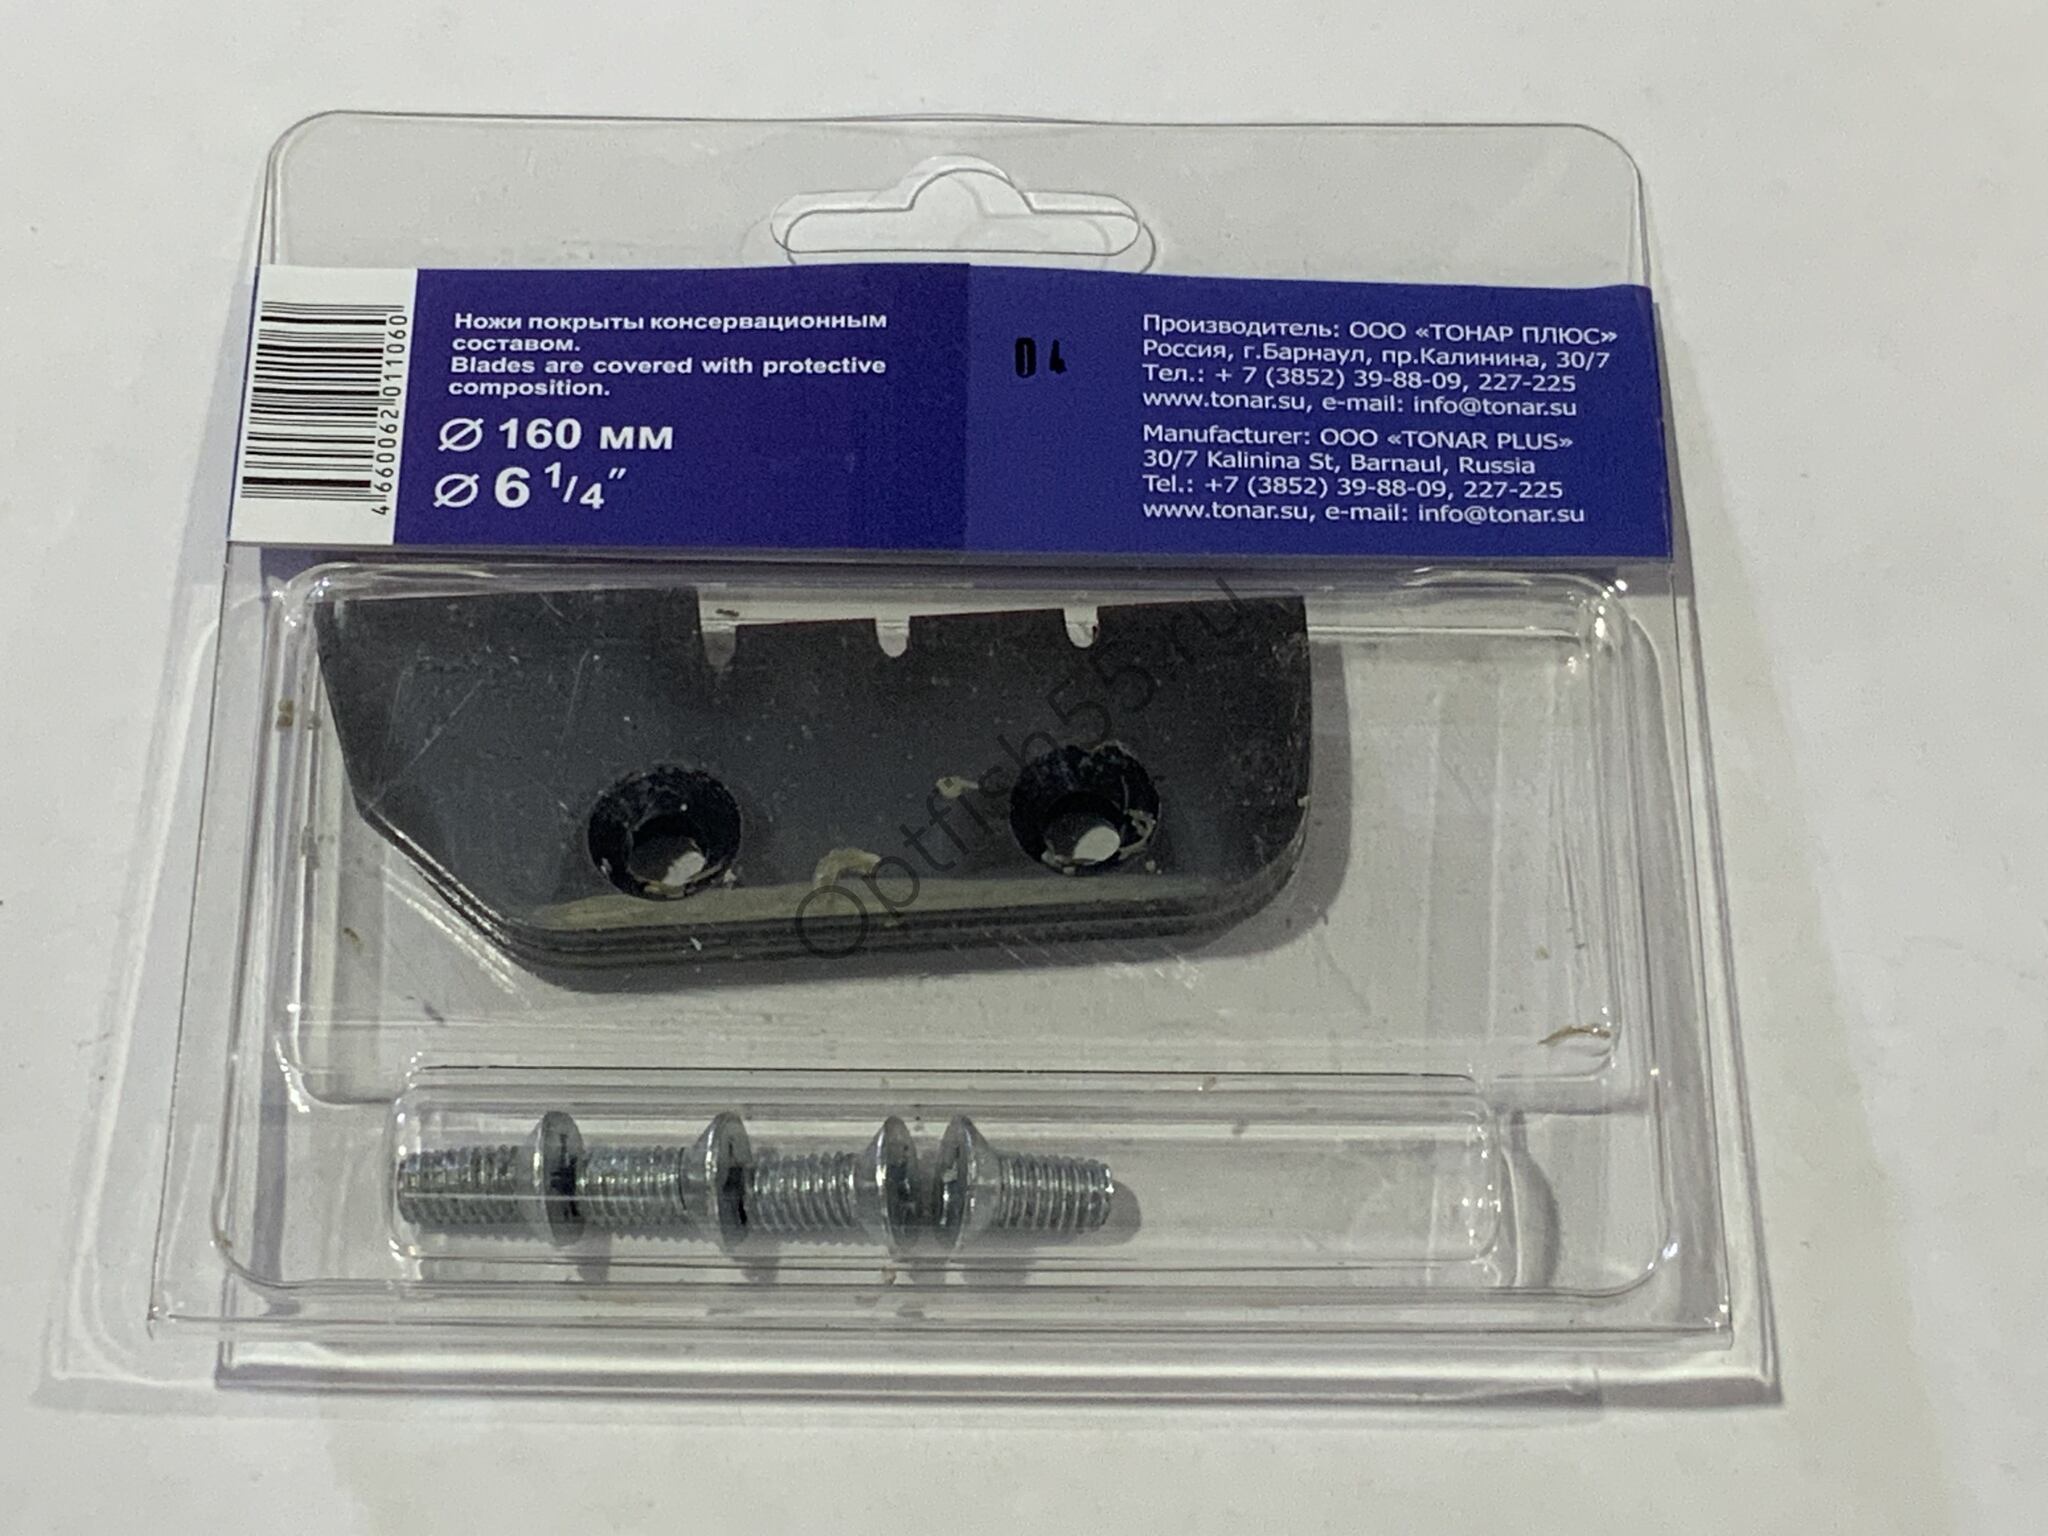 4660062011060
Ножи покрыты консервационным
составом.
Blades are covered with protective
composition.
Ø 160 мм
Ø 6 1/4″
04
Производитель: ООО «ТОНАР ПЛЮС»
Россия, г.Барнаул, пр.Калинина, 30/7
Тел.: + 7 (3852) 39-88-09, 227-225
www.tonar.su, e-mail: info@tonar.su
Manufacturer: ООО «TONAR PLUS»
30/7 Kalinina St, Barnaul, Russia
Tel.: +7 (3852) 39-88-09, 227-225
www.tonar.su, e-mail: info@tonar.su
Optfish55.ru